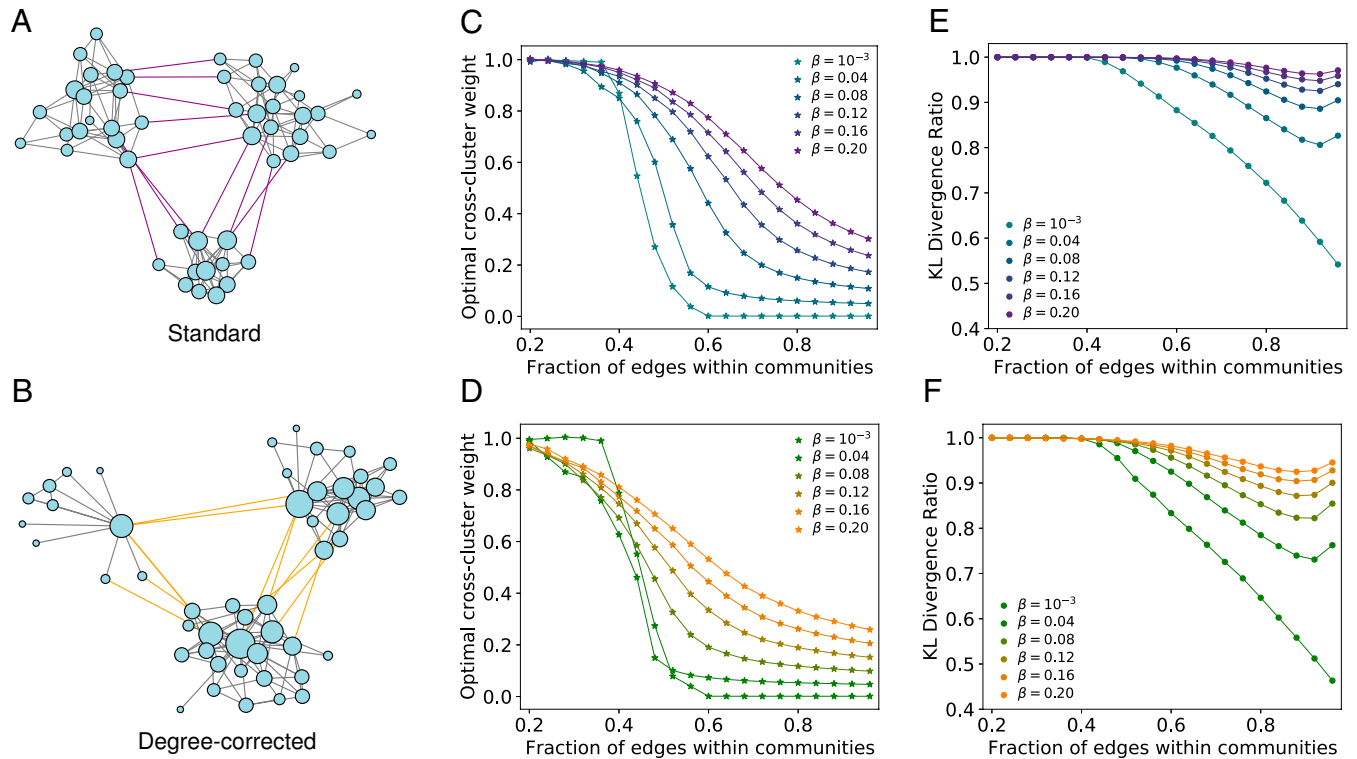 A
Standard
B
Degree-corrected
C
Optimal cross-cluster weight
1.0
0.8
0.6
0.4
0.2
0.0
β = 10⁻³
β = 0.04
β = 0.08
β = 0.12
β = 0.16
β = 0.20
0.2 0.4 0.6 0.8
Fraction of edges within communities
D
Optimal cross-cluster weight
1.0
0.8
0.6
0.4
0.2
0.0
β = 10⁻³
β = 0.04
β = 0.08
β = 0.12
β = 0.16
β = 0.20
0.2 0.4 0.6 0.8
Fraction of edges within communities
E
KL Divergence Ratio
1.0
0.9
0.8
0.7
0.6
0.5
0.4
β = 10⁻³
β = 0.04
β = 0.08
β = 0.12
β = 0.16
β = 0.20
0.2 0.4 0.6 0.8
Fraction of edges within communities
F
KL Divergence Ratio
1.0
0.9
0.8
0.7
0.6
0.5
0.4
β = 10⁻³
β = 0.04
β = 0.08
β = 0.12
β = 0.16
β = 0.20
0.2 0.4 0.6 0.8
Fraction of edges within communities